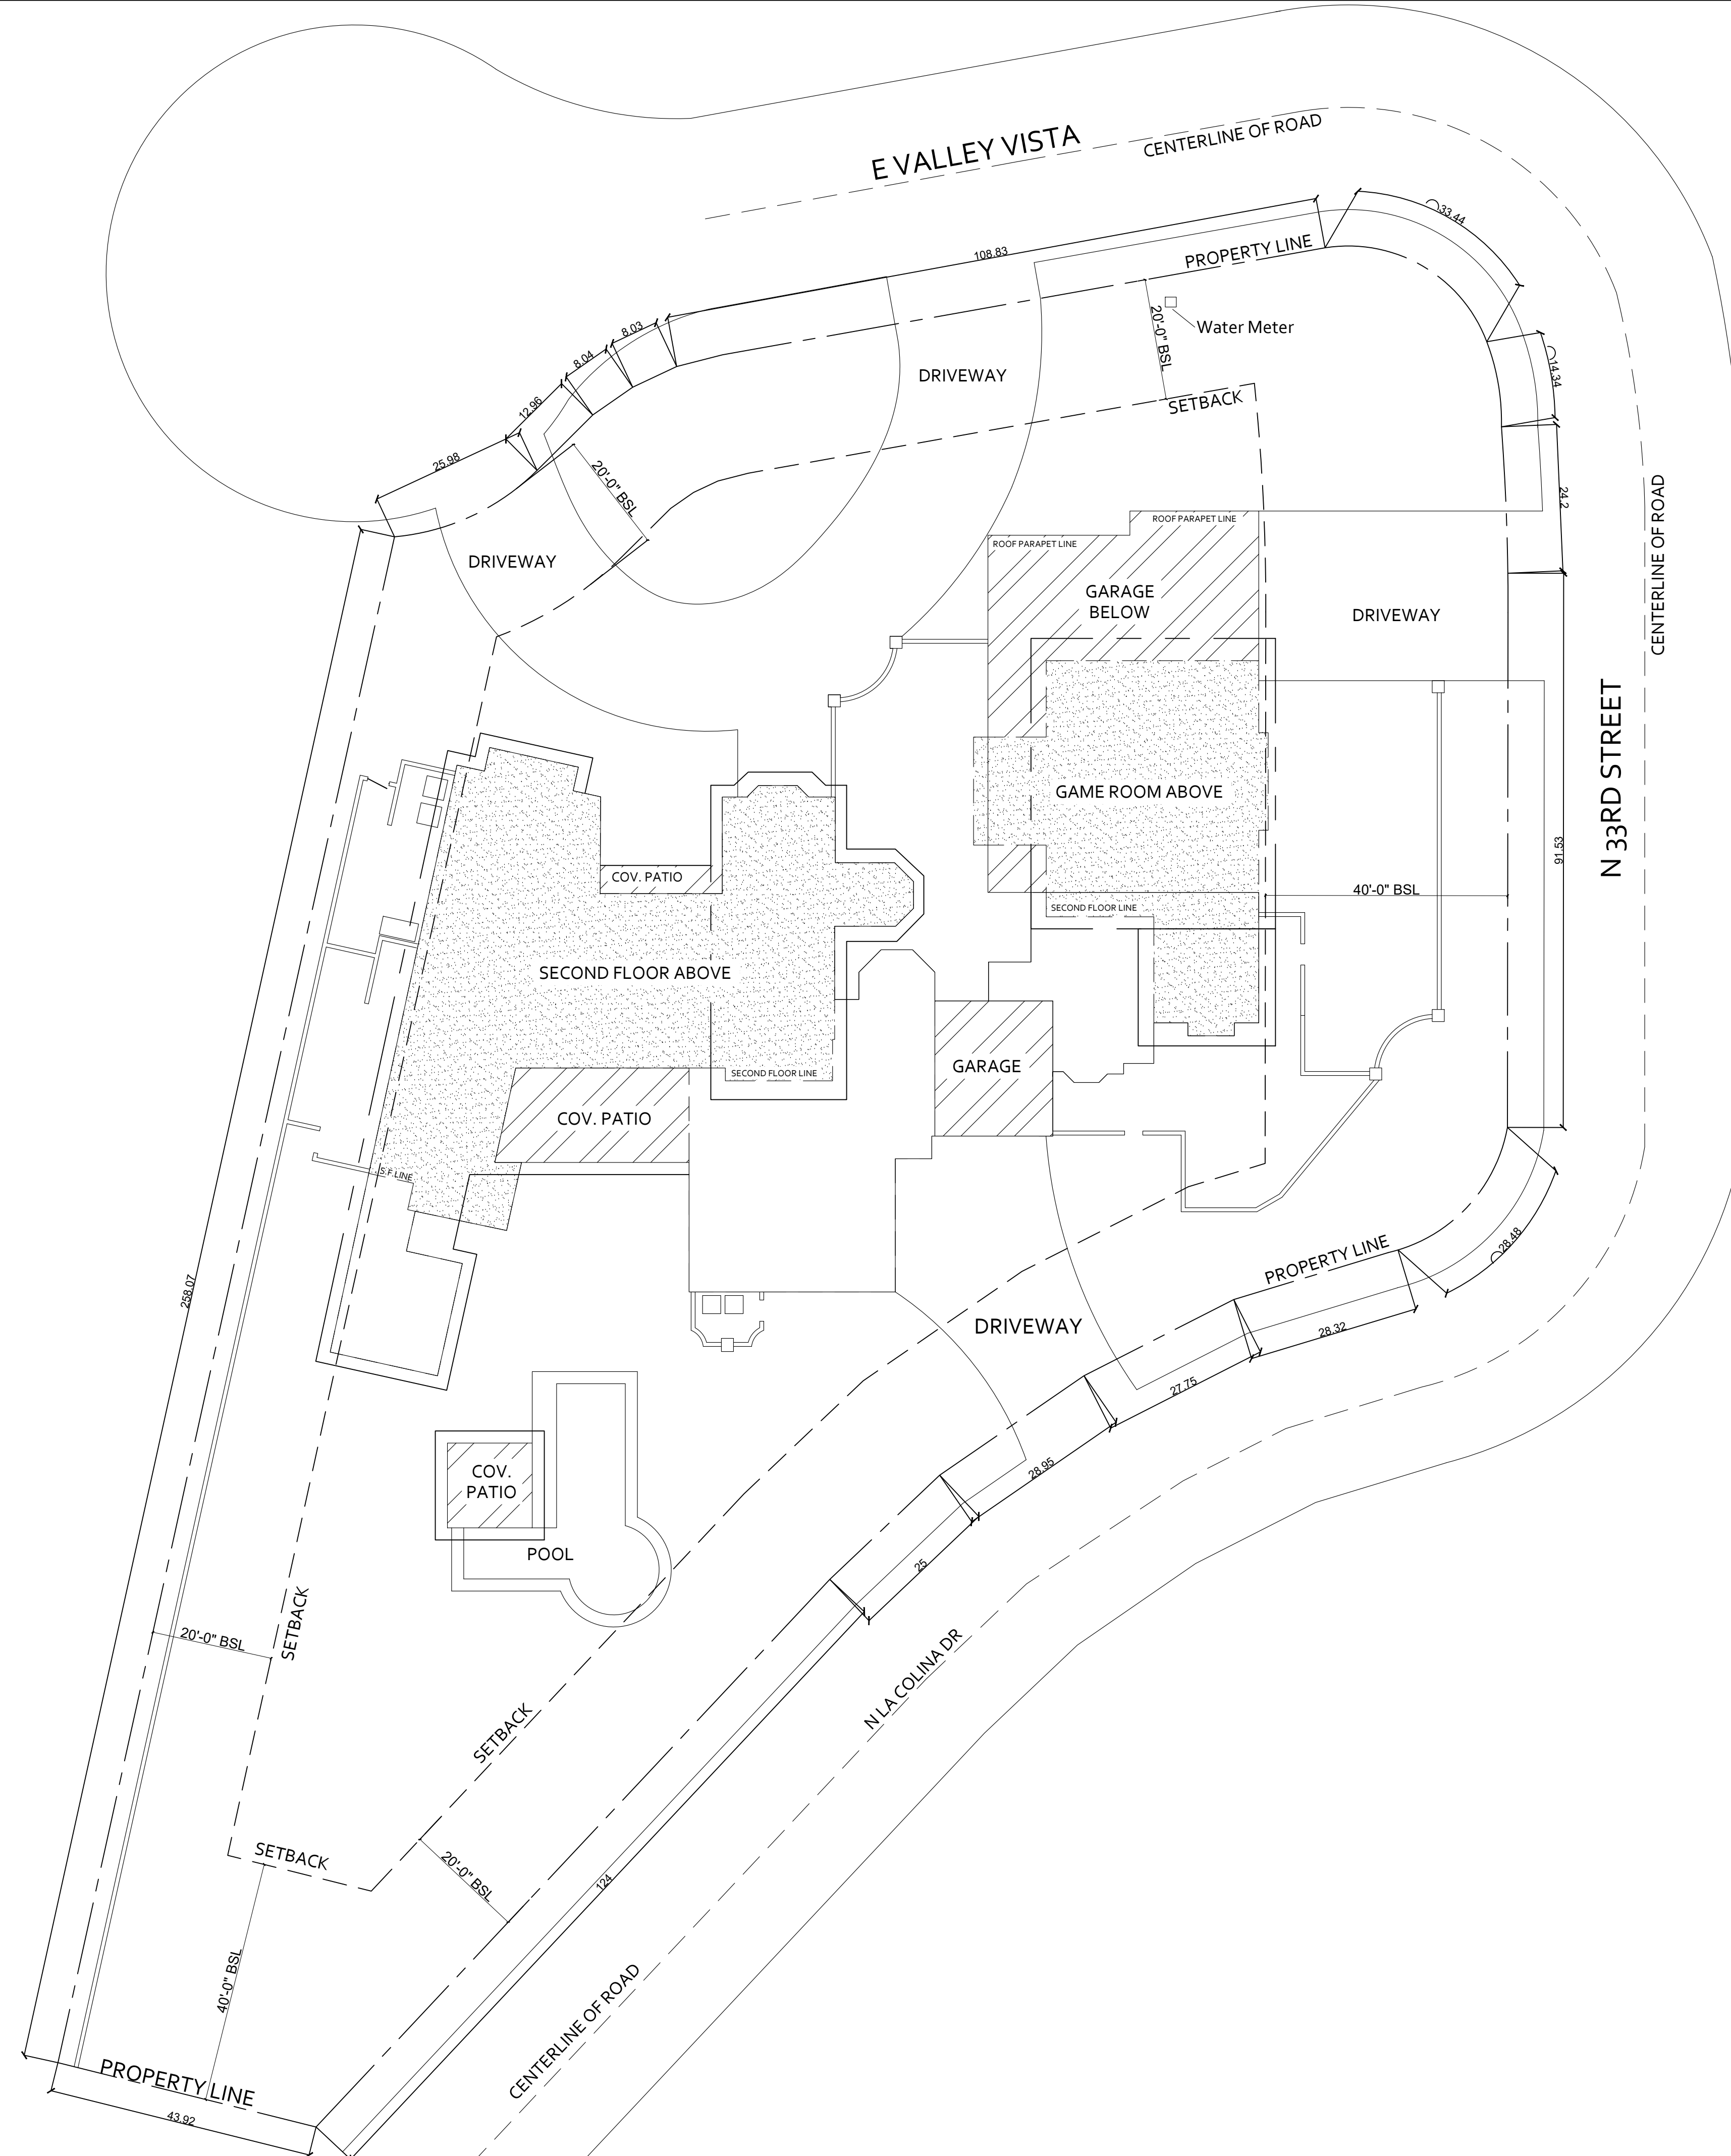 E VALLEY VISTA
CENTERLINE OF ROAD
33.44
108.83
PROPERTY LINE
Water Meter
20'-0" BSL
8.03
8.04
12.96
14.34
DRIVEWAY
SETBACK
25.98
20'-0" BSL
24.2
CENTERLINE OF ROAD
DRIVEWAY
ROOF PARAPET LINE
ROOF PARAPET LINE
GARAGE
BELOW
DRIVEWAY
N 33RD STREET
GAME ROOM ABOVE
91.53
COV. PATIO
40'-0" BSL
SECOND FLOOR LINE
SECOND FLOOR ABOVE
GARAGE
SECOND FLOOR LINE
COV. PATIO
S.F.LINE
PROPERTY LINE
28.48
258.07
DRIVEWAY
28.32
27.75
COV.
PATIO
28.95
POOL
25
SETBACK
20'-0" BSL
N LA COLINA DR
SETBACK
SETBACK
20'-0" BSL
124
40'-0" BSL
CENTERLINE OF ROAD
PROPERTY LINE
43.92